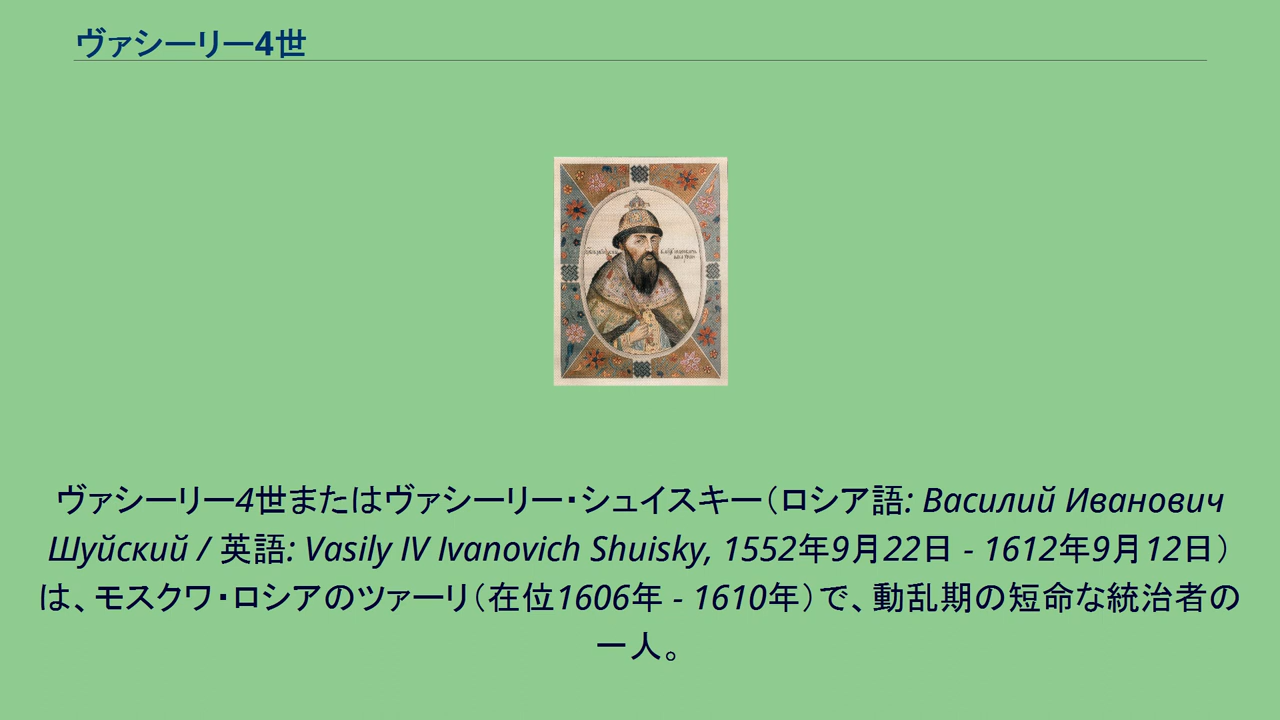 ヴァシーリー4世
ヴァシーリー4世またはヴァシーリー・シュイスキー（ロシア語: Василий Иванович
Шуйский / 英語: Vasily IV Ivanovich Shuisky, 1552年9月22日 - 1612年9月12日）
は、モスクワ・ロシアのツァーリ（在位1606年 - 1610年）で、動乱期の短命な統治者の
一人。